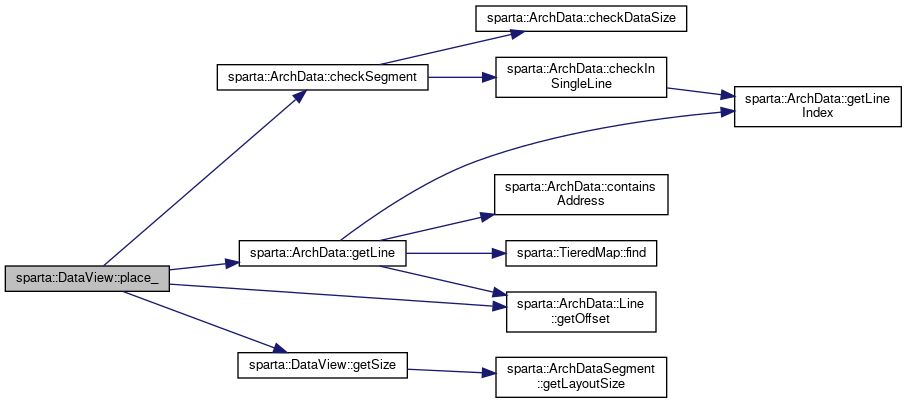 sparta::DataView::place_
sparta::ArchData::checkSegment
sparta::ArchData::getLine
sparta::DataView::getSize
sparta::ArchData::checkDataSize
sparta::ArchData::checkIn
SingleLine
sparta::ArchData::contains
Address
sparta::TieredMap::find
sparta::ArchData::Line
::getOffset
sparta::ArchDataSegment
::getLayoutSize
sparta::ArchData::getLine
Index